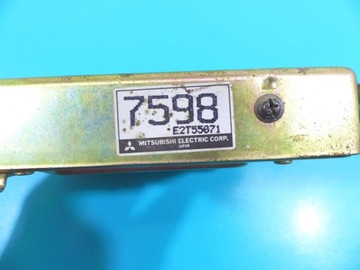 7598
E2T55071
MITSUBISHI ELECTRIC CORP.
JAPAN